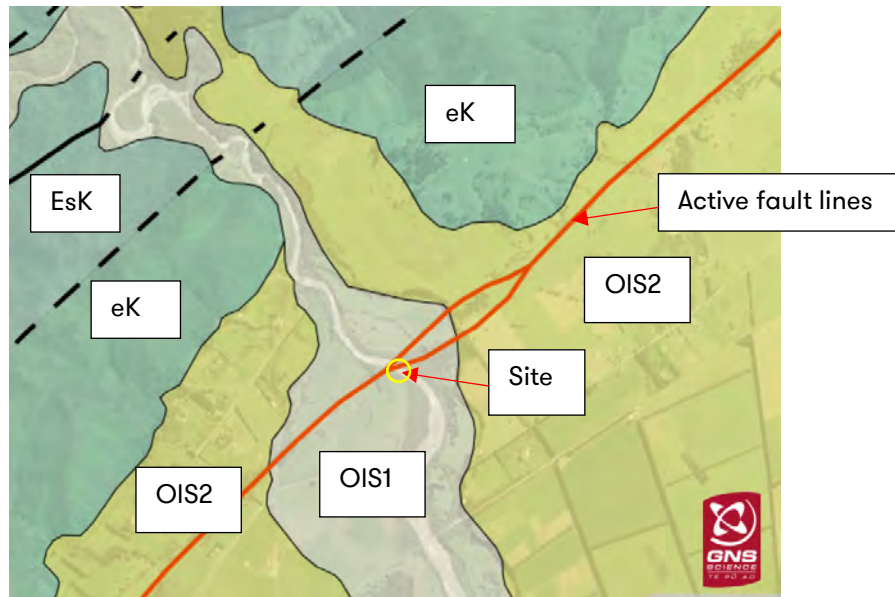 eK
EsK
Active fault lines
OIS2
eK
Site
OIS2
OIS1
GNS
SCIENCE
TE PŪ AO